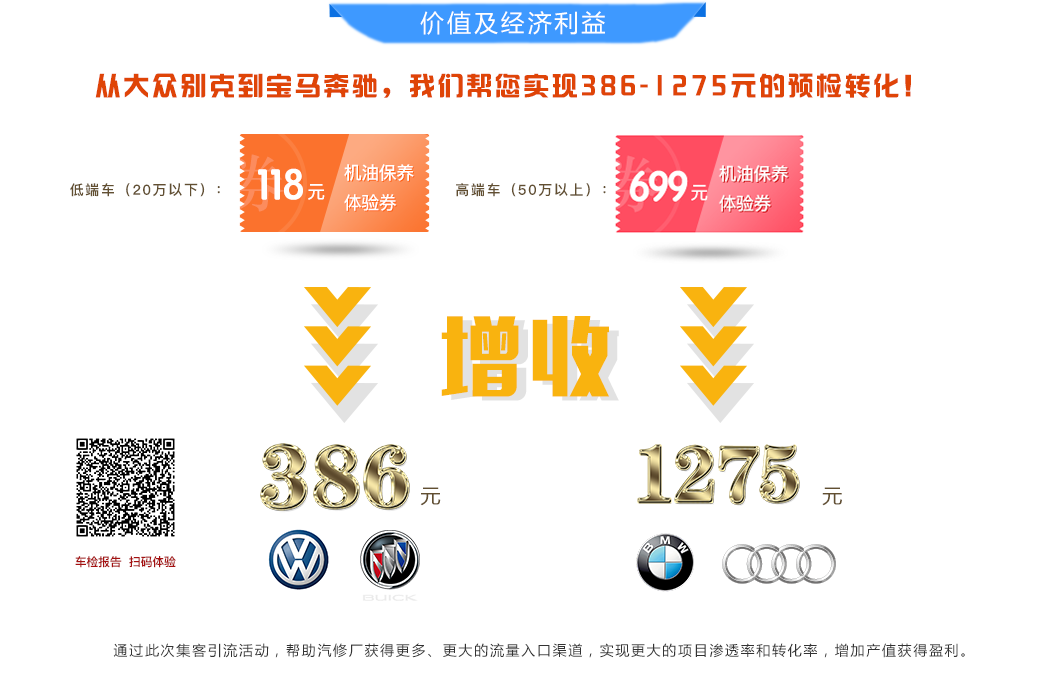 价值及经济利益
从大众别克到宝马奔驰，我们帮您实现386-1275元的预检转化！
低端车（20万以下）：
券
118元
机油保养
体验券
高端车（50万以上）：
券
699元
机油保养
体验券
增收
386元
1275元
车检报告 扫码体验
BUICK
BMW
通过此次集客引流活动，帮助汽修厂获得更多、更大的流量入口渠道，实现更大的项目渗透率和转化率，增加产值获得盈利。